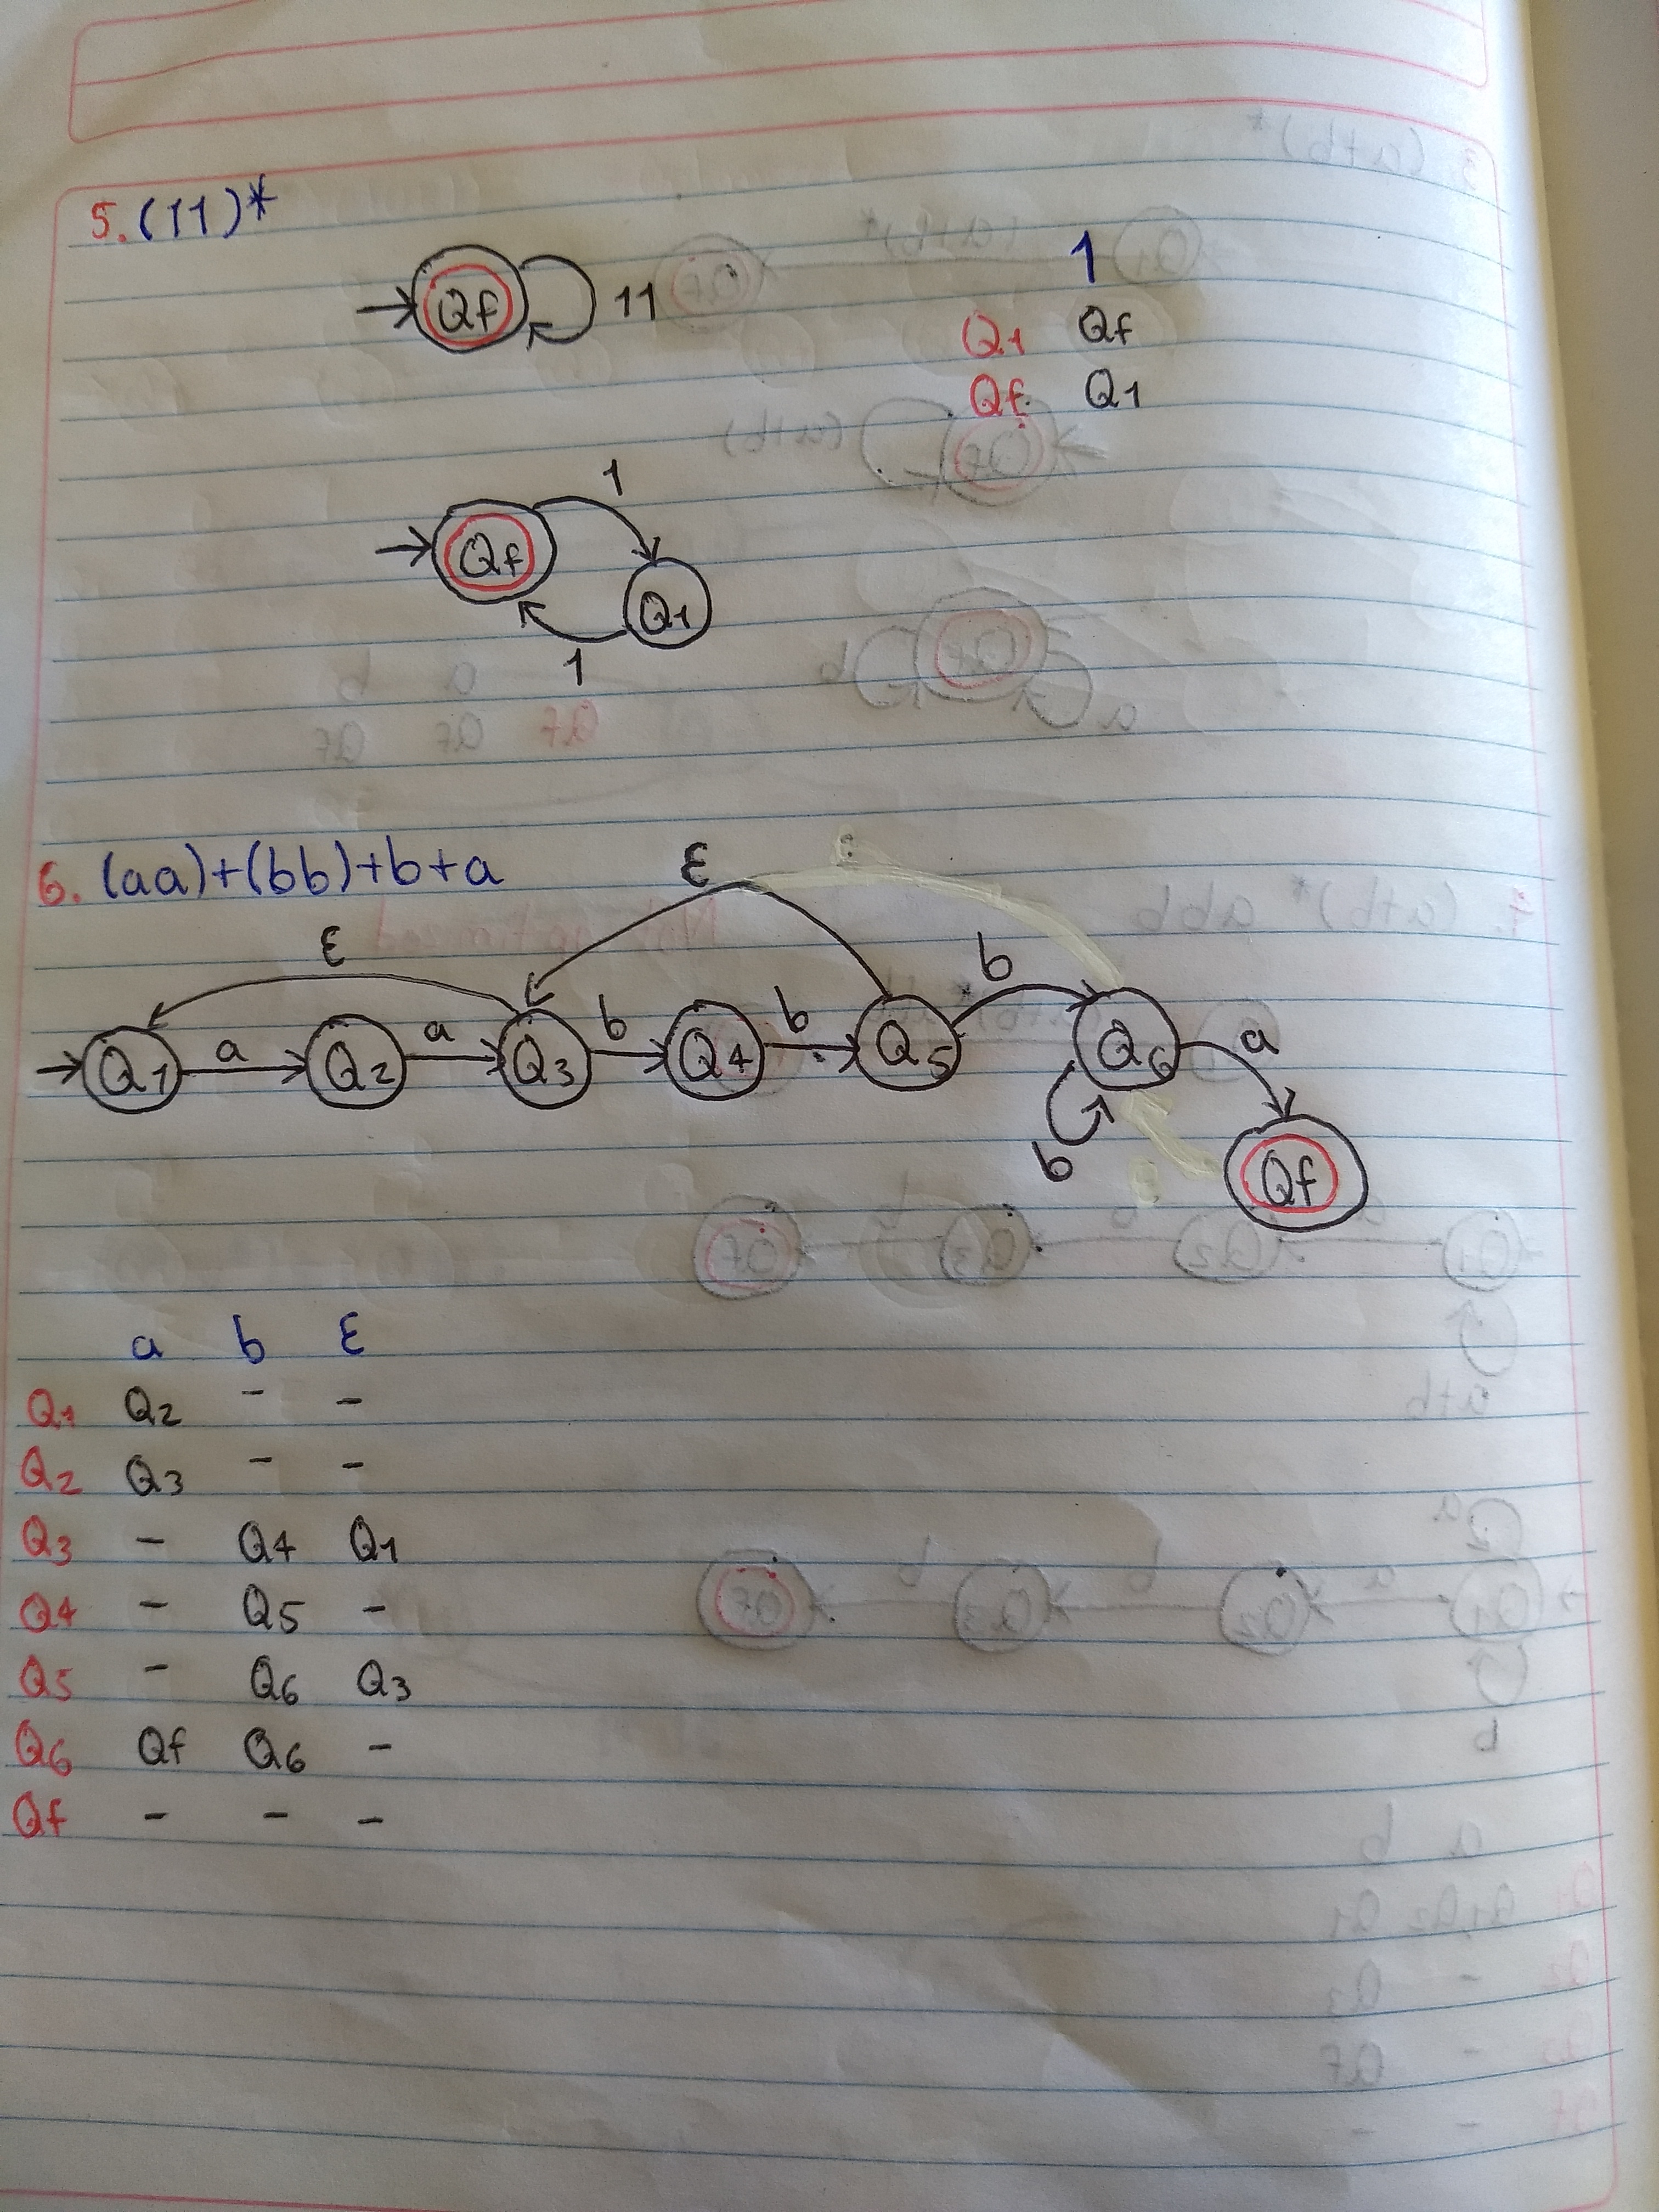 5. (11)*
Qf 11
1
Q1 Qf
Qf Q1
1
Qf
Q1
1
6. (aa)+(bb)+b+a
ε
ε b
Q1 a Q2 a Q3 b Q4 b Q5 Q6 a
b
Qf
a b ε
Q1 Q2 - -
Q2 Q3 - -
Q3 - Q4 Q1
Q4 - Q5 -
Q5 - Q6 Q3
Q6 Qf Q6 -
Qf - - -